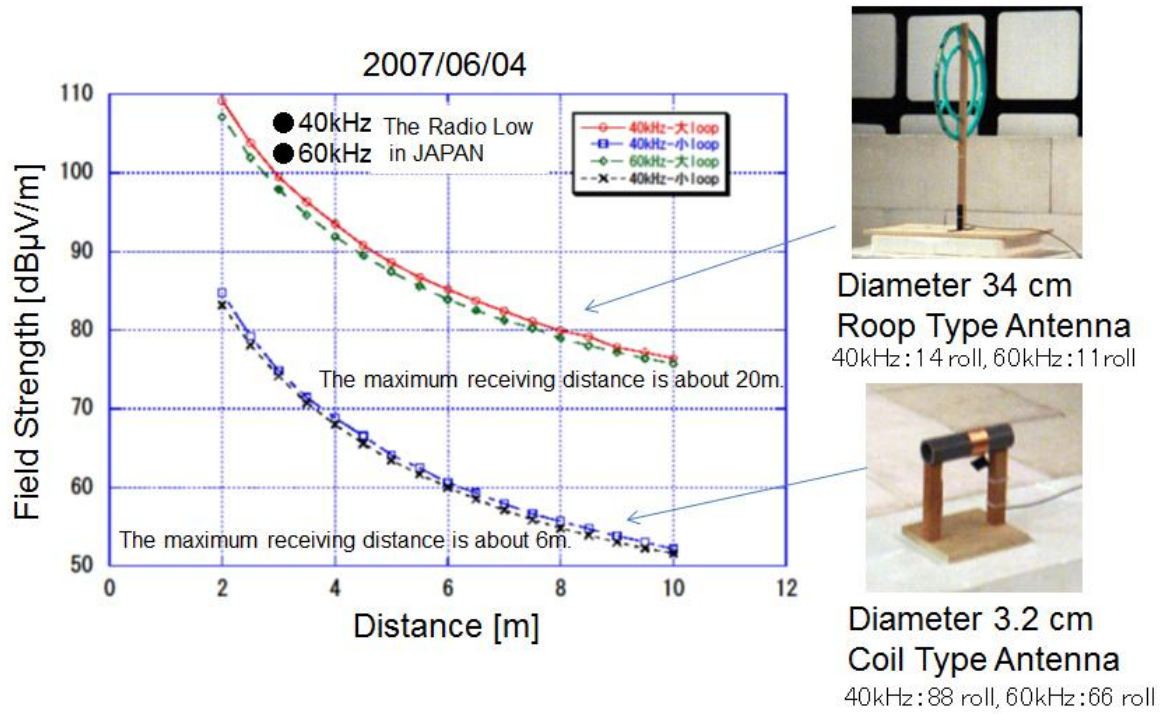 2007/06/04
Field Strength [dBµV/m]
110
100
90
80
70
60
50
●40kHz The Radio Low
●60kHz in JAPAN
40kHz-大loop
40kHz-小loop
60kHz-大loop
40kHz-小loop
The maximum receiving distance is about 20m.
The maximum receiving distance is about 6m.
0 2 4 6 8 10 12
Distance [m]
Diameter 34 cm
Roop Type Antenna
40kHz:14 roll, 60kHz:11roll
Diameter 3.2 cm
Coil Type Antenna
40kHz:88 roll, 60kHz:66 roll